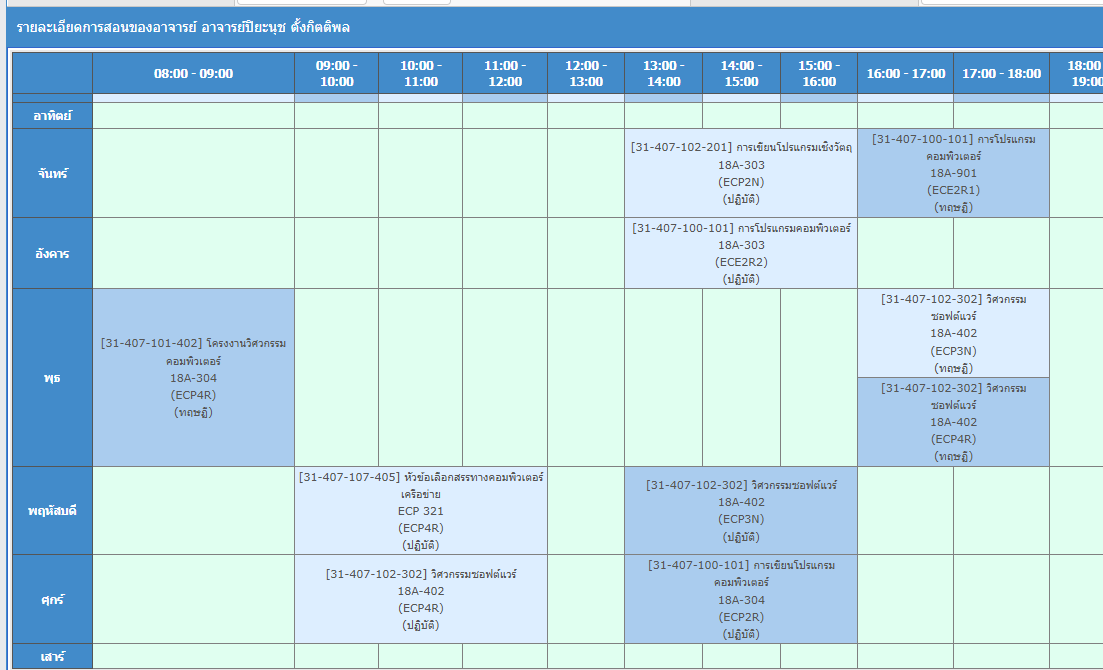 รายละเอียดการสอนของอาจารย์ อาจารย์ปิยะนุช ตั้งกิตติพล
08:00 - 09:00
09:00 -
10:00
10:00 -
11:00
11:00 -
12:00
12:00 -
13:00
13:00 -
14:00
14:00 -
15:00
15:00 -
16:00
16:00 - 17:00
17:00 - 18:00
18:00
19:00
อาทิตย์
จันทร์
[31-407-102-201] การเขียนโปรแกรมเชิงวัตถุ
18A-303
(ECP2N)
(ปฏิบัติ)
[31-407-100-101] การโปรแกรม
คอมพิวเตอร์
18A-901
(ECE2R1)
(ทฤษฏี)
อังคาร
[31-407-100-101] การโปรแกรมคอมพิวเตอร์
18A-303
(ECE2R2)
(ปฏิบัติ)
พุธ
[31-407-101-402] โครงงานวิศวกรรม
คอมพิวเตอร์
18A-304
(ECP4R)
(ทฤษฏี)
[31-407-102-302] วิศวกรรม
ซอฟต์แวร์
18A-402
(ECP3N)
(ทฤษฏี)
[31-407-102-302] วิศวกรรม
ซอฟต์แวร์
18A-402
(ECP4R)
(ทฤษฏี)
พฤหัสบดี
[31-407-107-405] หัวข้อเลือกสรรทางคอมพิวเตอร์
เครือข่าย
ECP 321
(ECP4R)
(ปฏิบัติ)
[31-407-102-302] วิศวกรรมซอฟต์แวร์
18A-402
(ECP3N)
(ปฏิบัติ)
ศุกร์
[31-407-102-302] วิศวกรรมซอฟต์แวร์
18A-402
(ECP4R)
(ปฏิบัติ)
[31-407-100-101] การเขียนโปรแกรม
คอมพิวเตอร์
18A-304
(ECP2R)
(ปฏิบัติ)
เสาร์